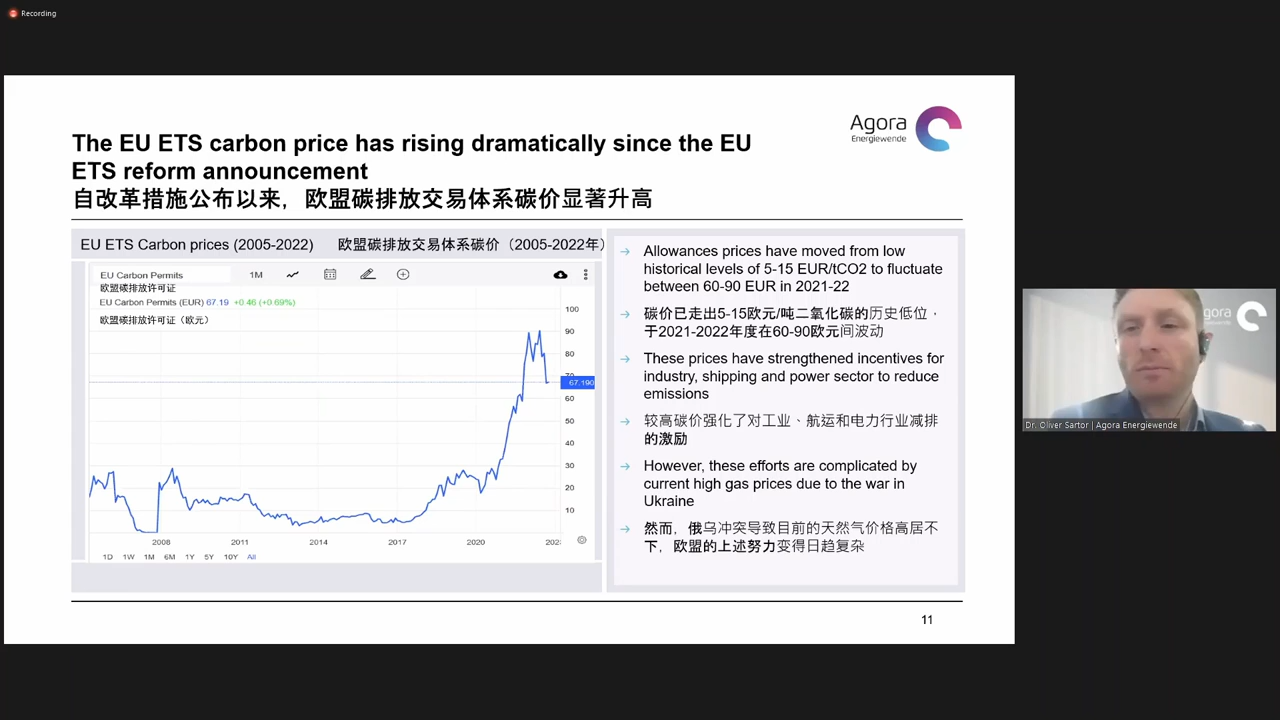 Recording
Agora
Energiewende
The EU ETS carbon price has rising dramatically since the EU
ETS reform announcement
自改革措施公布以来，欧盟碳排放交易体系碳价显著升高
EU ETS Carbon prices (2005-2022) 欧盟碳排放交易体系碳价（2005-2022年）
EU Carbon Permits 1M
欧盟碳排放许可证
EU Carbon Permits (EUR) 67.19 +0.46 (+0.69%)
欧盟碳排放许可证（欧元）
100
90
80
70
67.190
60
50
40
30
20
10
2008 2011 2014 2017 2020 202
1D 1W 1M 6M 1Y 5Y 10Y All
→ Allowances prices have moved from low
historical levels of 5-15 EUR/tCO2 to fluctuate
between 60-90 EUR in 2021-22
→ 碳价已走出5-15欧元/吨二氧化碳的历史低位，
于2021-2022年度在60-90欧元间波动
→ These prices have strengthened incentives for
industry, shipping and power sector to reduce
emissions
→ 较高碳价强化了对工业、航运和电力行业减排
的激励
→ However, these efforts are complicated by
current high gas prices due to the war in
Ukraine
→ 然而，俄乌冲突导致目前的天然气价格高居不
下，欧盟的上述努力变得日趋复杂
11
gora
Energiewende
Dr. Oliver Sartor | Agora Energiewende